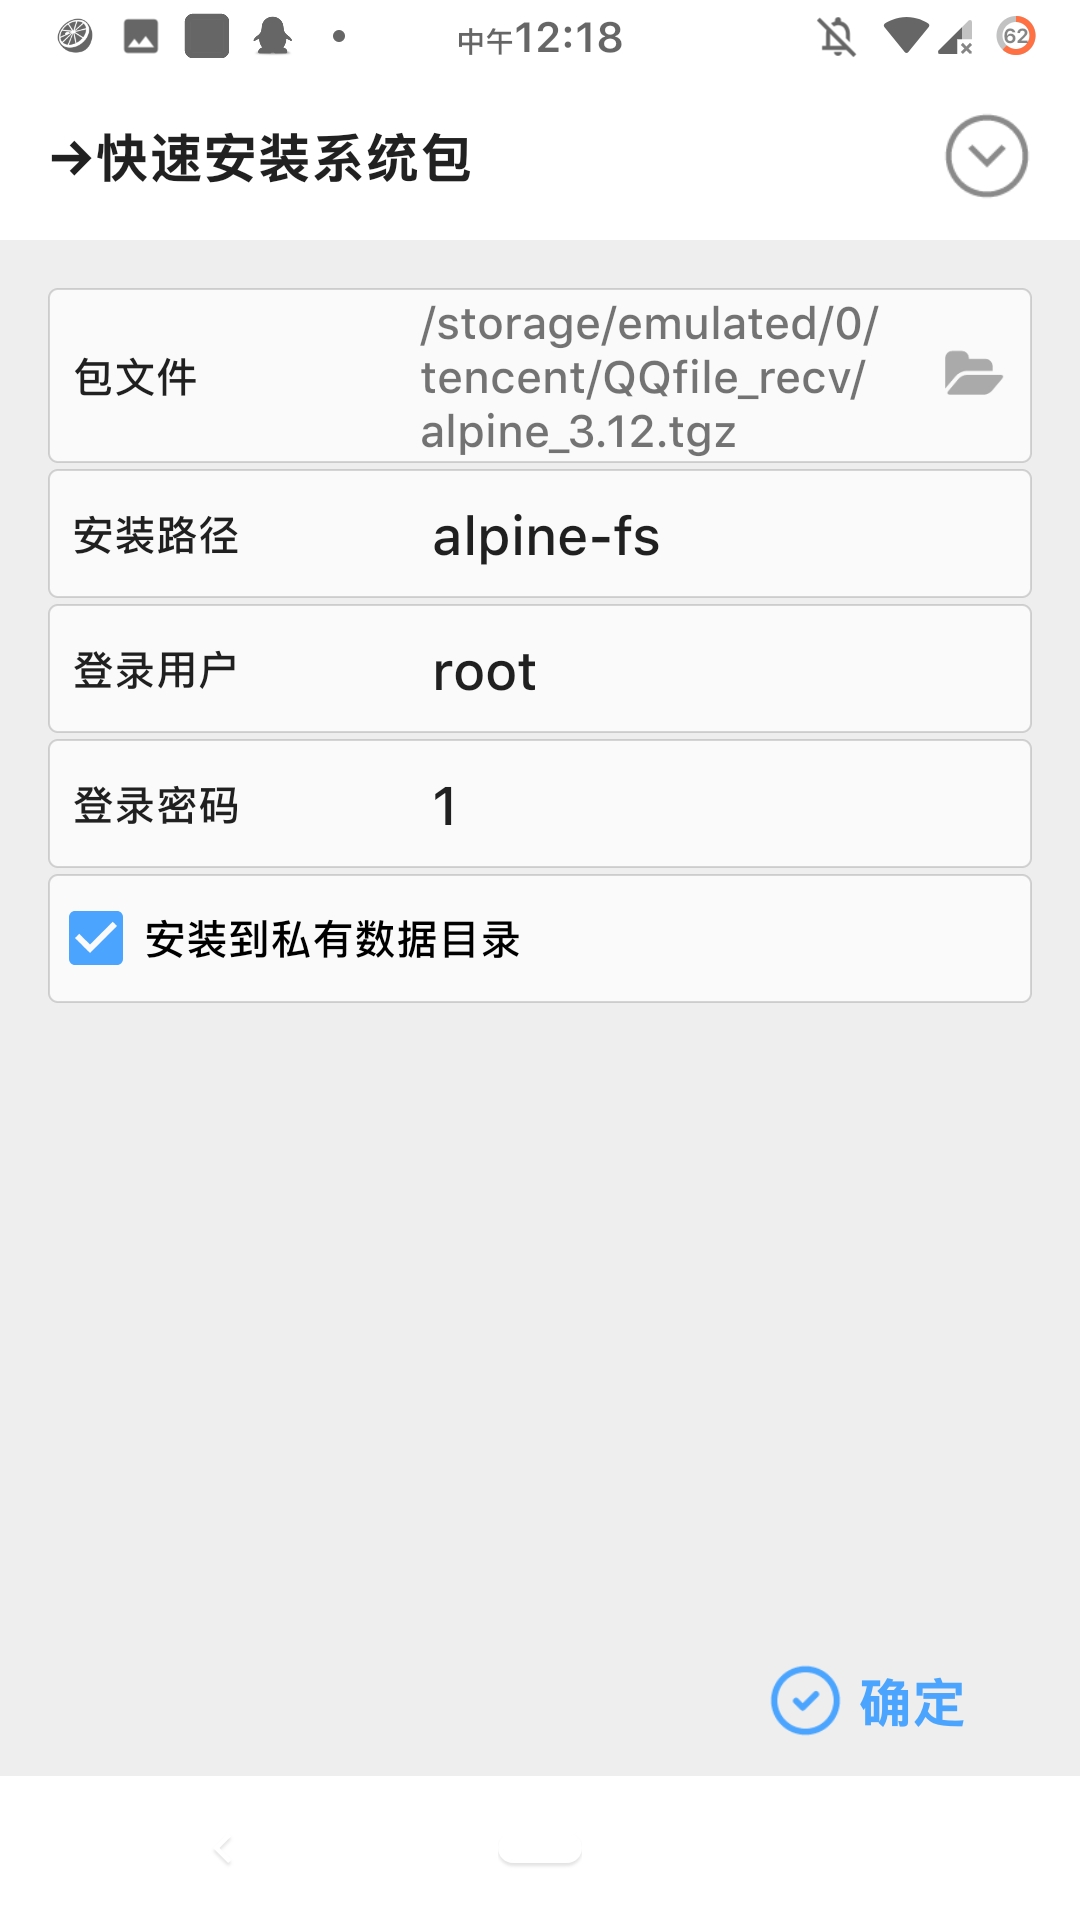 中午12:18
62
→快速安装系统包
包文件
/storage/emulated/0/
tencent/QQfile_recv/
alpine_3.12.tgz
安装路径
alpine-fs
登录用户
root
登录密码
1
安装到私有数据目录
确定